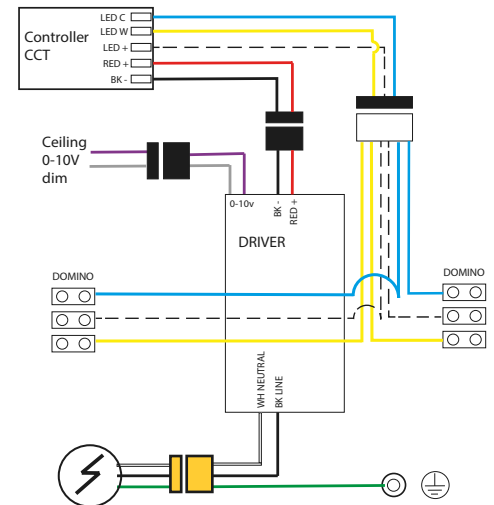 LED C
LED W
LED +
RED +
BK -
Controller
CCT
Ceiling
0-10V
dim
0-10v
BK -
RED +
DRIVER
DOMINO
DOMINO
WH NEUTRAL
BK LINE